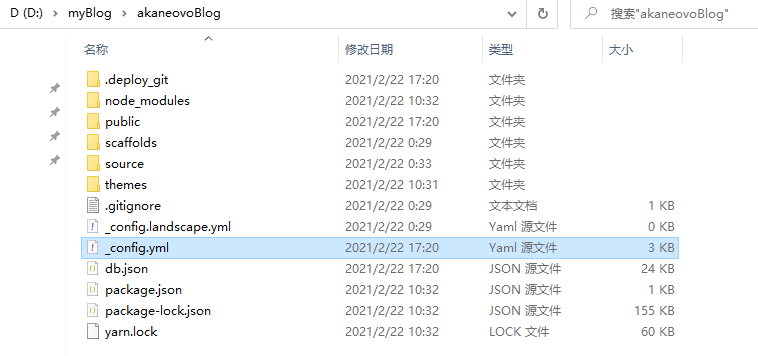 D (D:) > myBlog > akaneovoBlog
搜索"akaneovoBlog"
名称 修改日期 类型 大小
.deploy_git 2021/2/22 17:20 文件夹
node_modules 2021/2/22 10:32 文件夹
public 2021/2/22 17:20 文件夹
scaffolds 2021/2/22 0:29 文件夹
source 2021/2/22 0:33 文件夹
themes 2021/2/22 10:31 文件夹
.gitignore 2021/2/22 0:29 文本文档 1 KB
_config.landscape.yml 2021/2/22 0:29 Yaml 源文件 0 KB
_config.yml 2021/2/22 17:20 Yaml 源文件 3 KB
db.json 2021/2/22 17:20 JSON 源文件 24 KB
package.json 2021/2/22 10:32 JSON 源文件 1 KB
package-lock.json 2021/2/22 10:32 JSON 源文件 155 KB
yarn.lock 2021/2/22 10:32 LOCK 文件 60 KB